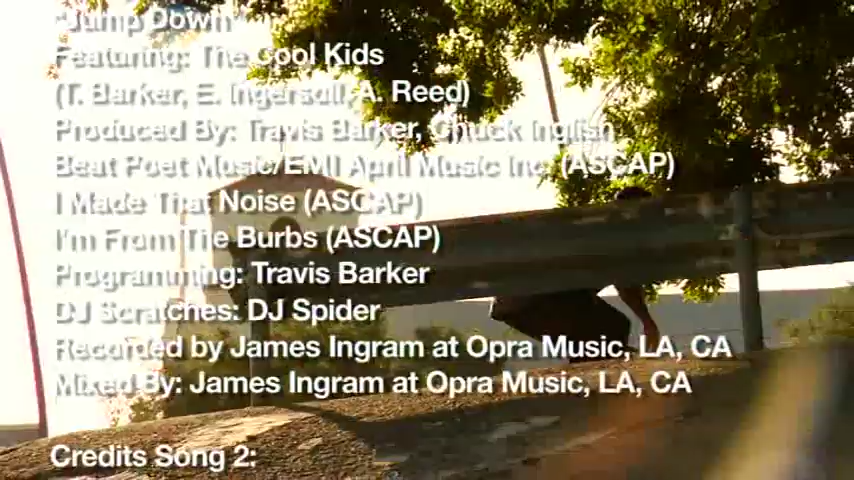 "Jump Down"
Featuring: The Cool Kids
(T. Barker, E. Ingersoll, A. Reed)
Produced By: Travis Barker, Chuck Inglish
Beat Poet Music/EMI April Music Inc. (ASCAP)
I Made That Noise (ASCAP)
I'm From The Burbs (ASCAP)
Programming: Travis Barker
DJ Scratches: DJ Spider
Recorded by James Ingram at Opra Music, LA, CA
Mixed By: James Ingram at Opra Music, LA, CA
Credits Song 2: